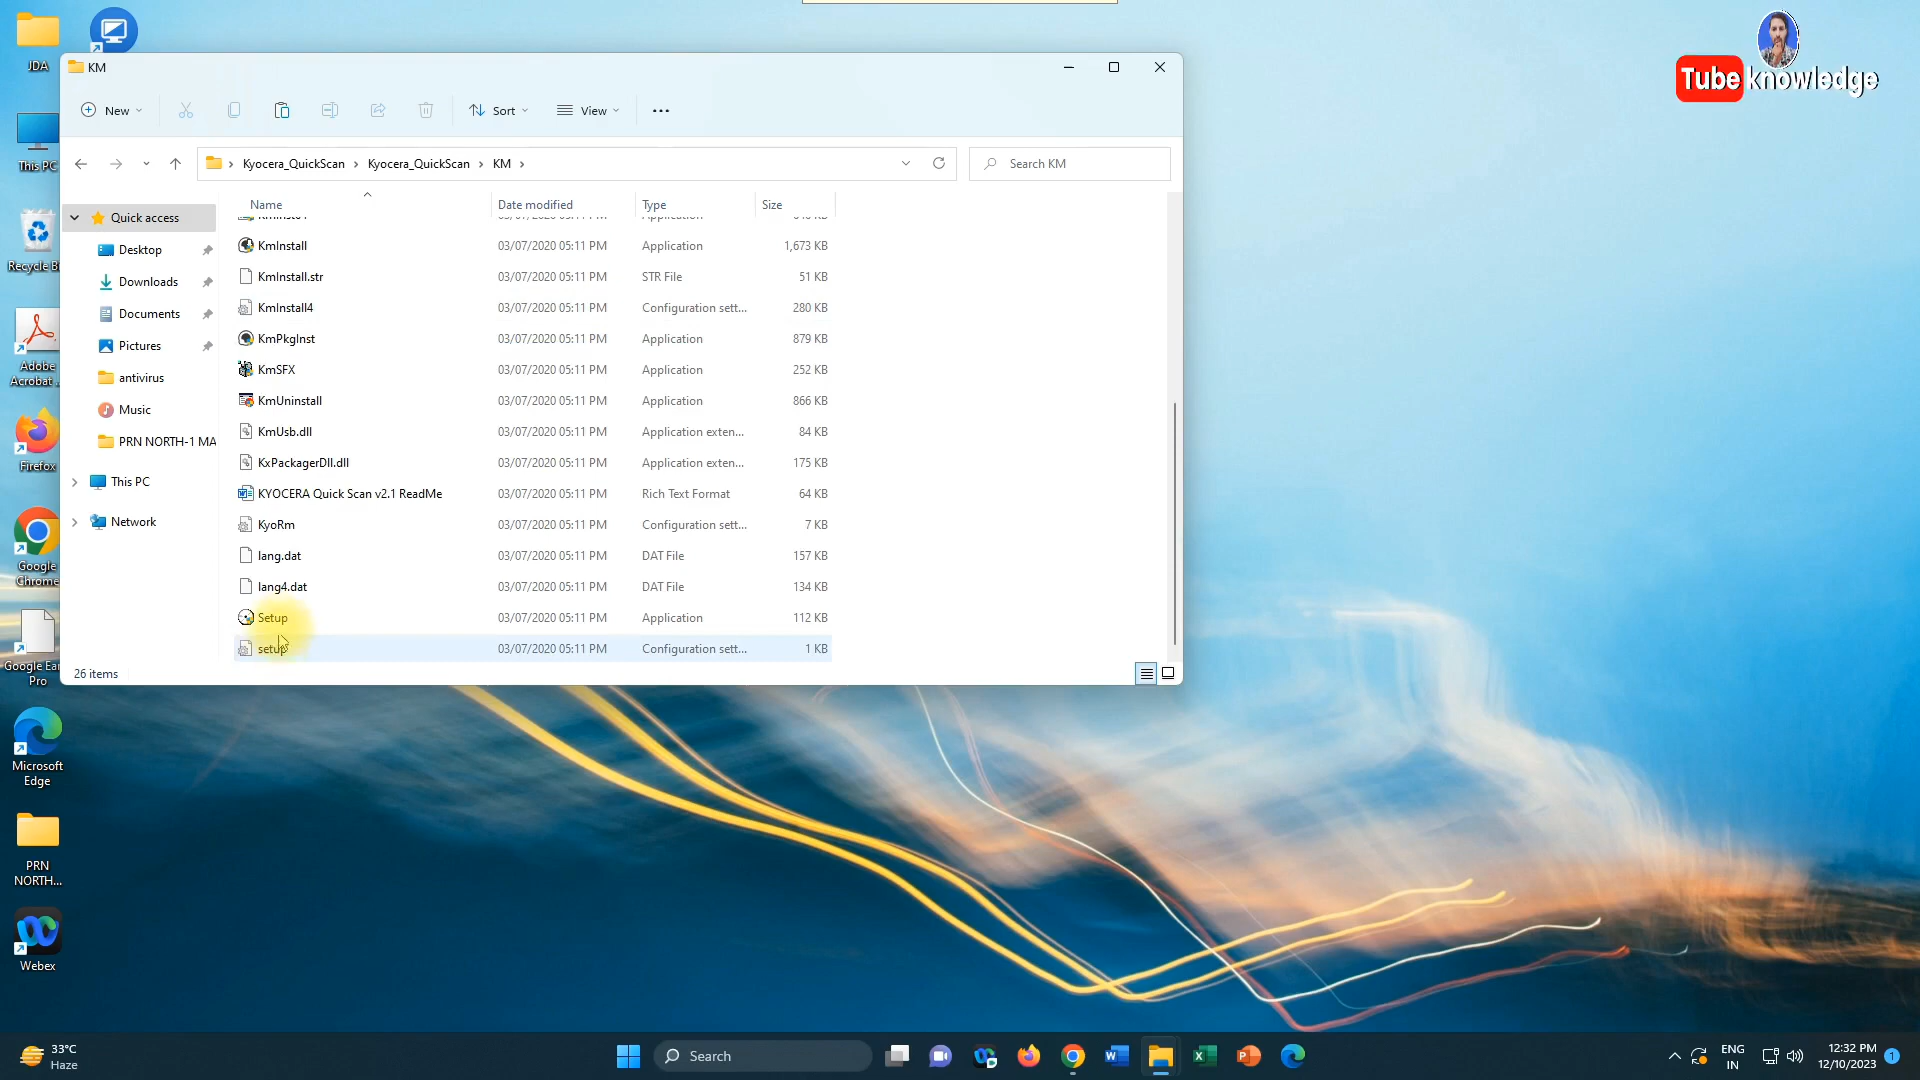 JDA
This PC
Adobe
Acrobat ...
Firefox
Google
Chrome
Pro
Microsoft
Edge
PRN
NORTH...
Webex
KM
New
Sort
View
Kyocera_QuickScan > Kyocera_QuickScan > KM >
Search KM
Name Date modified Type Size
KmInstall 03/07/2020 05:11 PM Application 1,673 KB
KmInstall.str 03/07/2020 05:11 PM STR File 51 KB
KmInstall4 03/07/2020 05:11 PM Configuration sett... 280 KB
KmPkgInst 03/07/2020 05:11 PM Application 879 KB
KmSFX 03/07/2020 05:11 PM Application 252 KB
KmUninstall 03/07/2020 05:11 PM Application 866 KB
KmUsb.dll 03/07/2020 05:11 PM Application exten... 84 KB
KxPackagerDll.dll 03/07/2020 05:11 PM Application exten... 175 KB
KYOCERA Quick Scan v2.1 ReadMe 03/07/2020 05:11 PM Rich Text Format 64 KB
KyoRm 03/07/2020 05:11 PM Configuration sett... 7 KB
lang.dat 03/07/2020 05:11 PM DAT File 157 KB
lang4.dat 03/07/2020 05:11 PM DAT File 134 KB
Setup 03/07/2020 05:11 PM Application 112 KB
setup 03/07/2020 05:11 PM Configuration sett... 1 KB
Quick access
Desktop
Downloads
Documents
Pictures
antivirus
Music
PRN NORTH-1 MA
This PC
Network
26 items
Tube knowledge
33°C
Haze
Search
ENG
IN
12:32 PM
12/10/2023
1